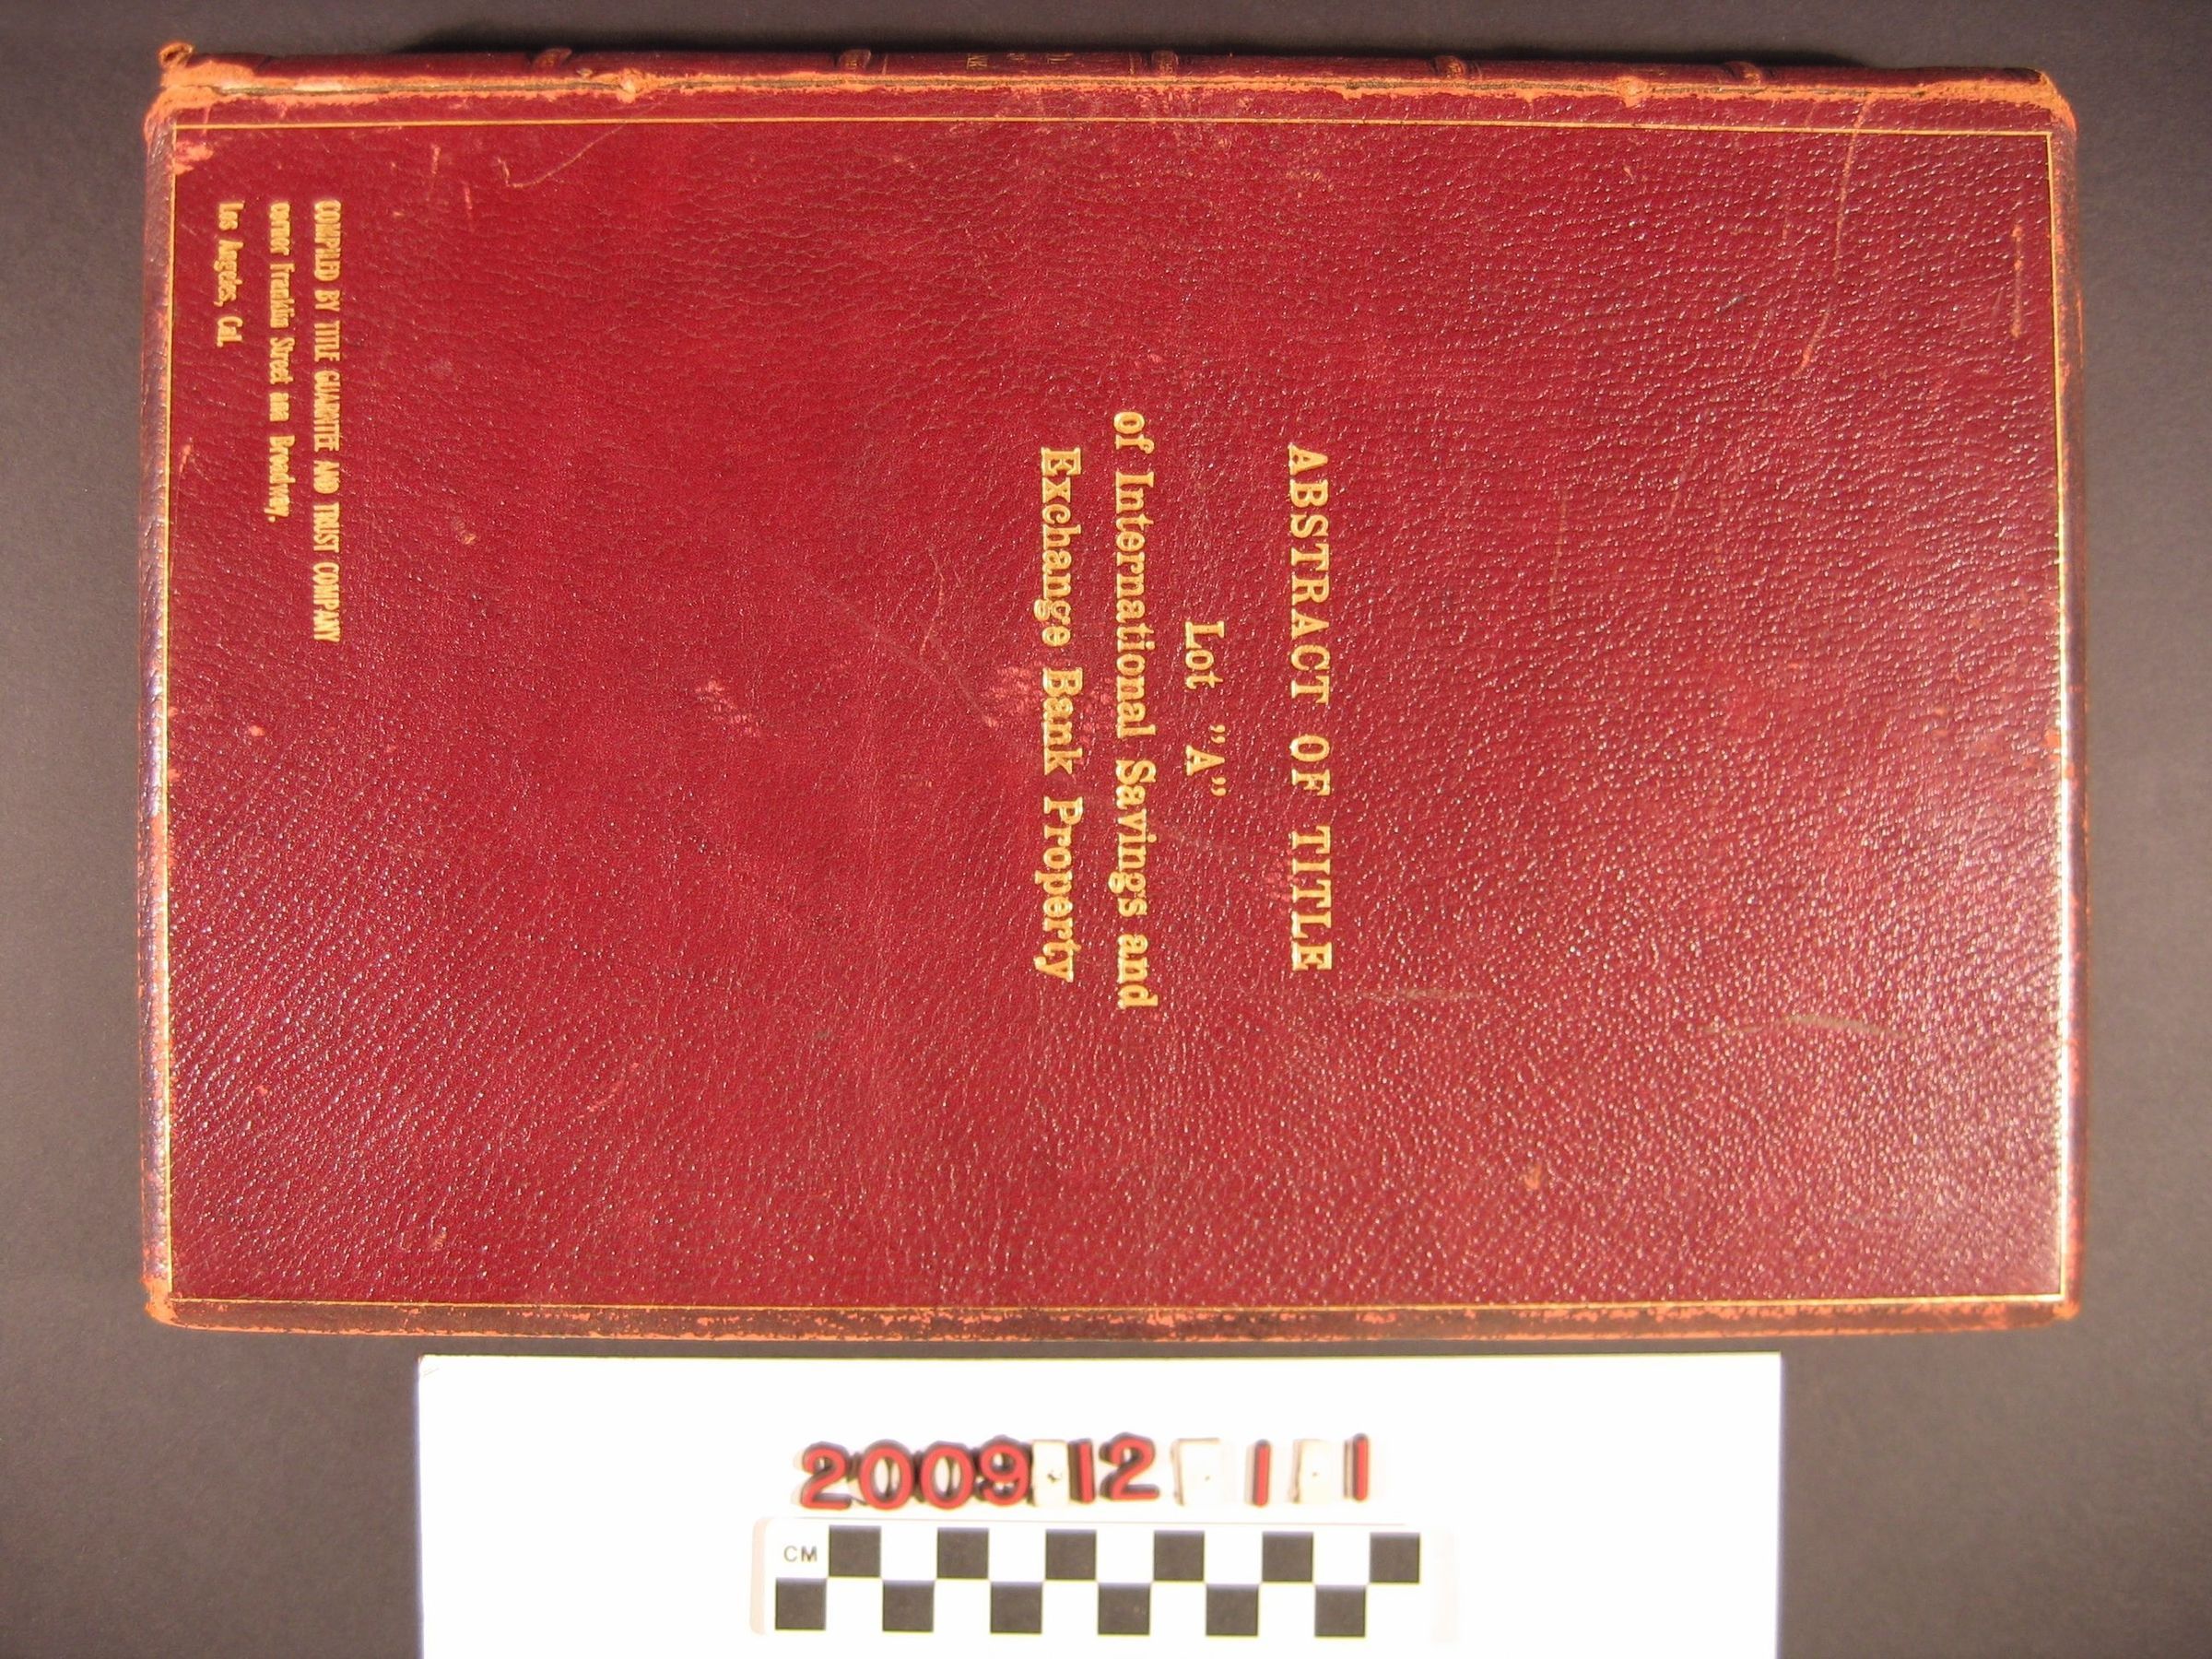 ABSTRACT OF TITLE
Lot "A"
of International Savings and
Exchange Bank Property
COMPILED BY TITLE GUARANTEE AND TRUST COMPANY
corner Franklin Street and Broadway.
Los Angeles, Cal.
2009.12.1.1
CM